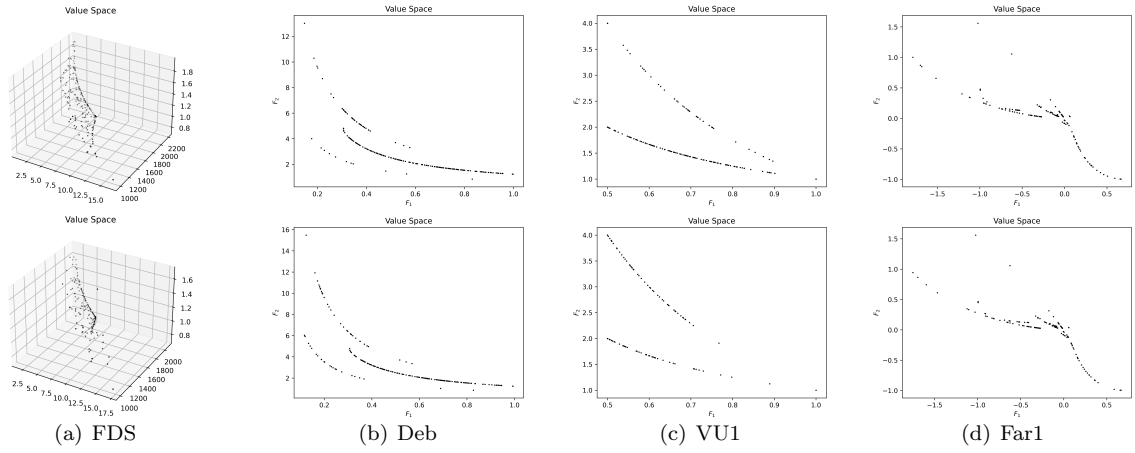 Value Space
Value Space
Value Space
Value Space
1.8
1.6
1.4
1.2
1.0
0.8
2200
2000
1800
1600
1400
1200
1000
2.5 5.0 7.5 10.0 12.5 15.0
F2
12
10
8
6
4
2
0.2 0.4 0.6 0.8 1.0
F1
F2
4.0
3.5
3.0
2.5
2.0
1.5
1.0
0.5 0.6 0.7 0.8 0.9 1.0
F1
F2
1.5
1.0
0.5
0.0
−0.5
−1.0
−1.5 −1.0 −0.5 0.0 0.5
F1
Value Space
Value Space
Value Space
Value Space
1.6
1.4
1.2
1.0
0.8
2000
1800
1600
1400
1200
1000
2.5 5.0 7.5 10.0 12.5 15.0 17.5
F2
16
14
12
10
8
6
4
2
0.2 0.4 0.6 0.8 1.0
F1
F2
4.0
3.5
3.0
2.5
2.0
1.5
1.0
0.5 0.6 0.7 0.8 0.9 1.0
F1
F2
1.5
1.0
0.5
0.0
−0.5
−1.0
−1.5 −1.0 −0.5 0.0 0.5
F1
(a) FDS
(b) Deb
(c) VU1
(d) Far1